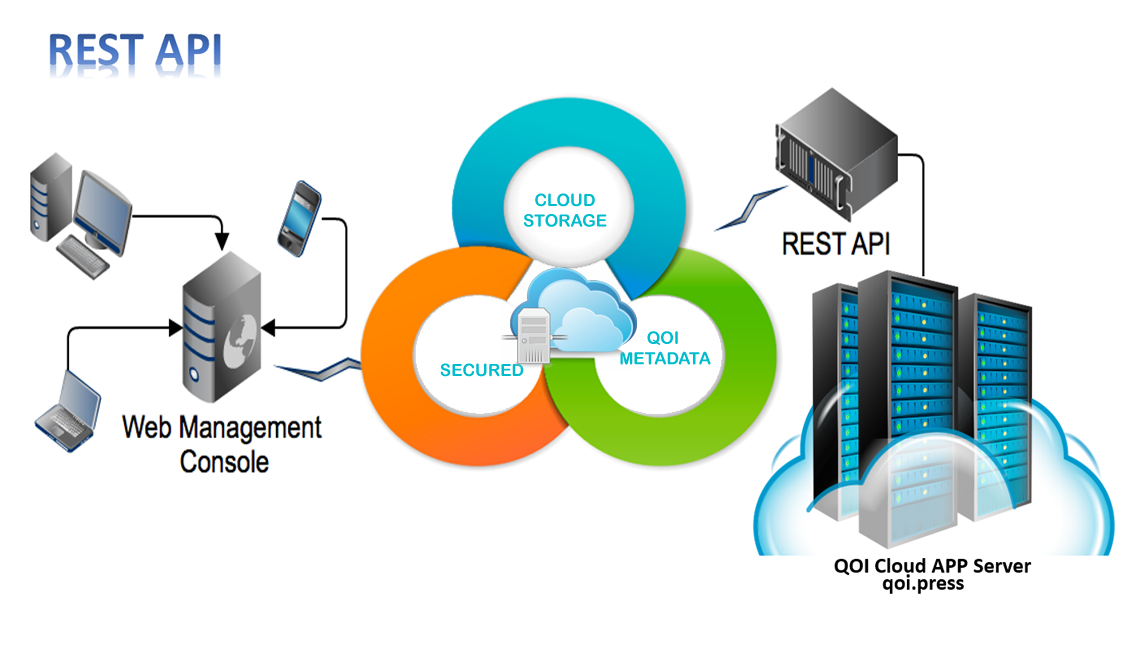 REST API
CLOUD
STORAGE
REST API
QOI
METADATA
SECURED
Web Management
Console
QOI Cloud APP Server
qoi.press